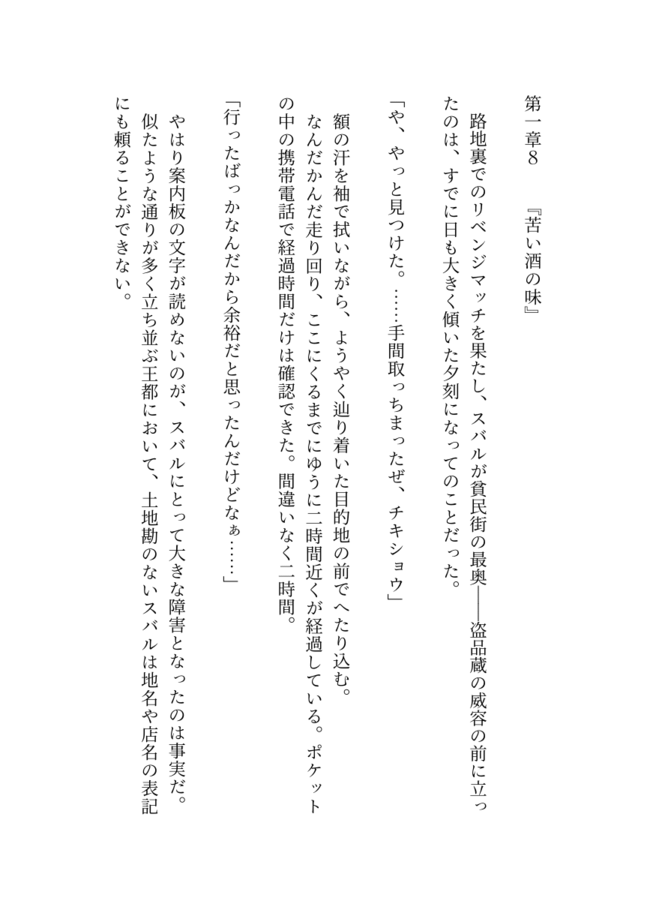 第一章８　　『苦い酒の味』
　路地裏でのリベンジマッチを果たし、スバルが貧民街の最奥――盗品蔵の威容の前に立っ
たのは、すでに日も大きく傾いた夕刻になってのことだった。
「や、やっと見つけた。……手間取っちまったぜ、チキショウ」
　額の汗を袖で拭いながら、ようやく辿り着いた目的地の前でへたり込む。
　なんだかんだ走り回り、ここにくるまでにゆうに二時間近くが経過している。ポケット
の中の携帯電話で経過時間だけは確認できた。間違いなく二時間。
「行ったばっかなんだから余裕だと思ったんだけどなぁ……」
　やはり案内板の文字が読めないのが、スバルにとって大きな障害となったのは事実だ。
　似たような通りが多く立ち並ぶ王都において、土地勘のないスバルは地名や店名の表記
にも頼ることができない。